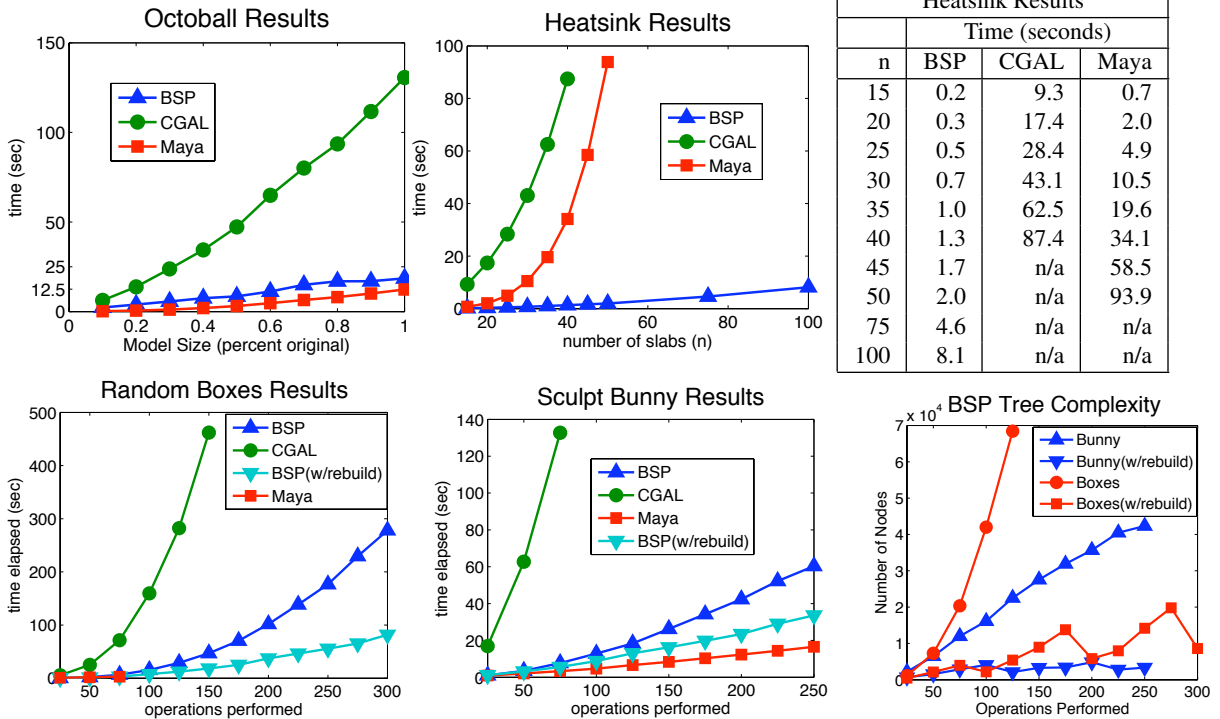 Octoball Results
150
100
50
25
12.5
0
time (sec)
BSP
CGAL
Maya
0 0.2 0.4 0.6 0.8 1
Model Size (percent original)
Heatsink Results
100
80
60
40
20
0
time (sec)
BSP
CGAL
Maya
20 40 60 80 100
number of slabs (n)
Heatsink Results
Time (seconds)
n BSP CGAL Maya
15 0.2 9.3 0.7
20 0.3 17.4 2.0
25 0.5 28.4 4.9
30 0.7 43.1 10.5
35 1.0 62.5 19.6
40 1.3 87.4 34.1
45 1.7 n/a 58.5
50 2.0 n/a 93.9
75 4.6 n/a n/a
100 8.1 n/a n/a
Random Boxes Results
500
400
300
200
100
0
time elapsed (sec)
BSP
CGAL
BSP(w/rebuild)
Maya
50 100 150 200 250 300
operations performed
Sculpt Bunny Results
140
120
100
80
60
40
20
0
time elapsed (sec)
BSP
CGAL
Maya
BSP(w/rebuild)
50 100 150 200 250
operations performed
BSP Tree Complexity
x 10^4
7
6
5
4
3
2
1
0
Number of Nodes
Bunny
Bunny(w/rebuild)
Boxes
Boxes(w/rebuild)
50 100 150 200 250 300
Operations Performed